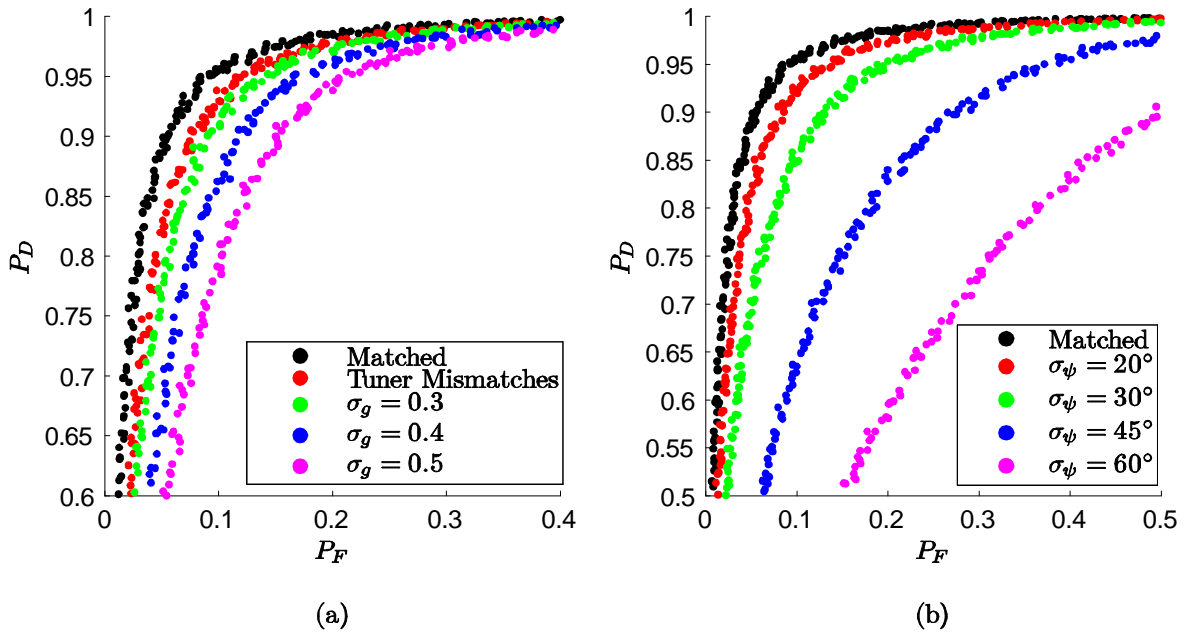 1
0.95
0.9
0.85
0.8
0.75
0.7
0.65
0.6
P_D
0
0.1
0.2
0.3
0.4
P_F
Matched
Tuner Mismatches
σ_g = 0.3
σ_g = 0.4
σ_g = 0.5
(a)
1
0.95
0.9
0.85
0.8
0.75
0.7
0.65
0.6
0.55
0.5
P_D
0
0.1
0.2
0.3
0.4
0.5
P_F
Matched
σ_ψ = 20°
σ_ψ = 30°
σ_ψ = 45°
σ_ψ = 60°
(b)